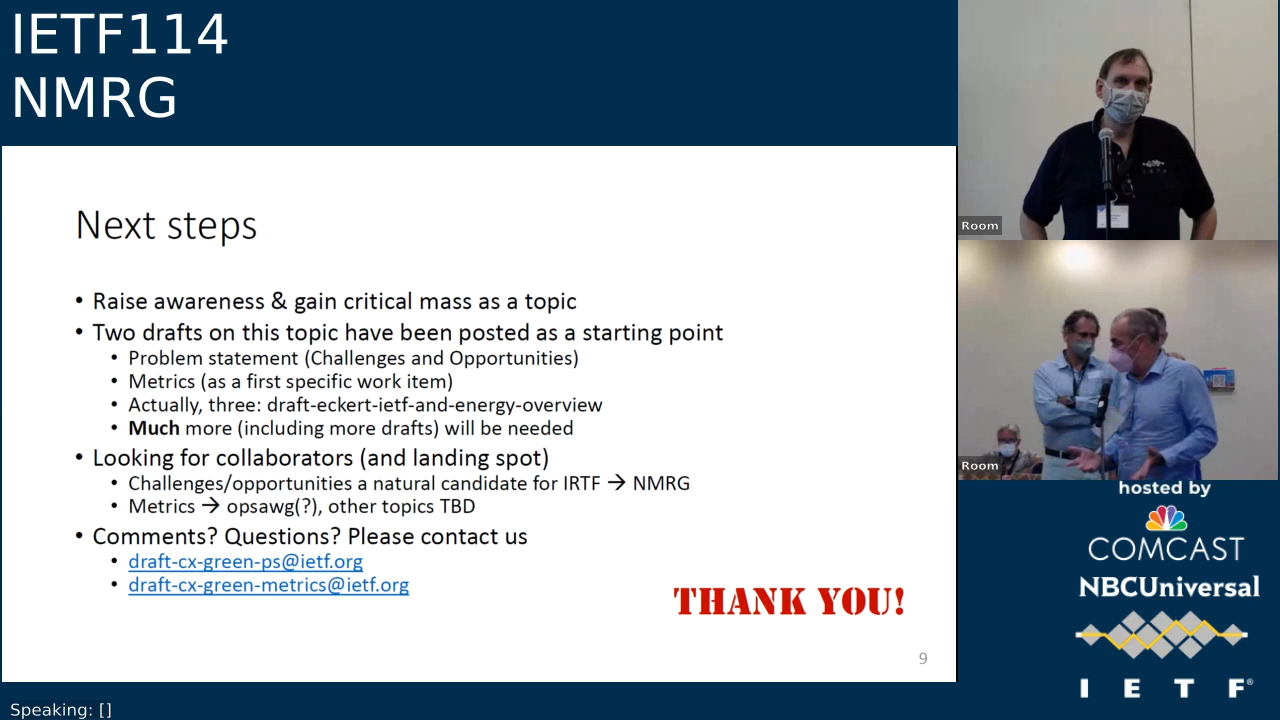 IETF114
NMRG
Next steps
• Raise awareness & gain critical mass as a topic
• Two drafts on this topic have been posted as a starting point
• Problem statement (Challenges and Opportunities)
• Metrics (as a first specific work item)
• Actually, three: draft-eckert-ietf-and-energy-overview
• Much more (including more drafts) will be needed
• Looking for collaborators (and landing spot)
• Challenges/opportunities a natural candidate for IRTF → NMRG
• Metrics → opsawg(?), other topics TBD
• Comments? Questions? Please contact us
• draft-cx-green-ps@ietf.org
• draft-cx-green-metrics@ietf.org
THANK YOU!
9
Room
Room
hosted by
COMCAST
NBCUniversal
I E T F®
Speaking: []